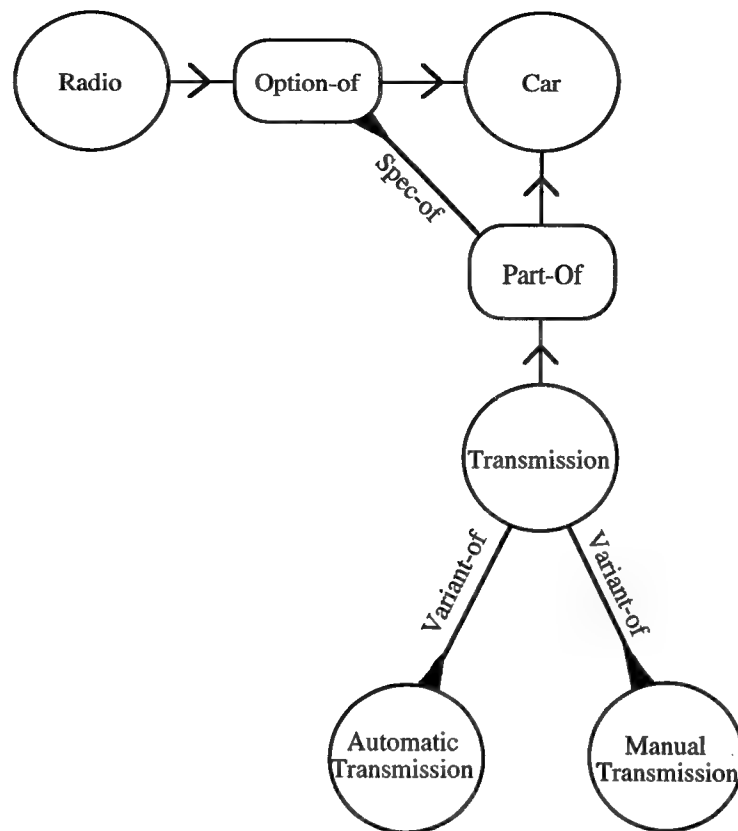 Radio
Option-of
Car
Spec-of
Part-Of
Transmission
Variant-of
Variant-of
Automatic
Transmission
Manual
Transmission